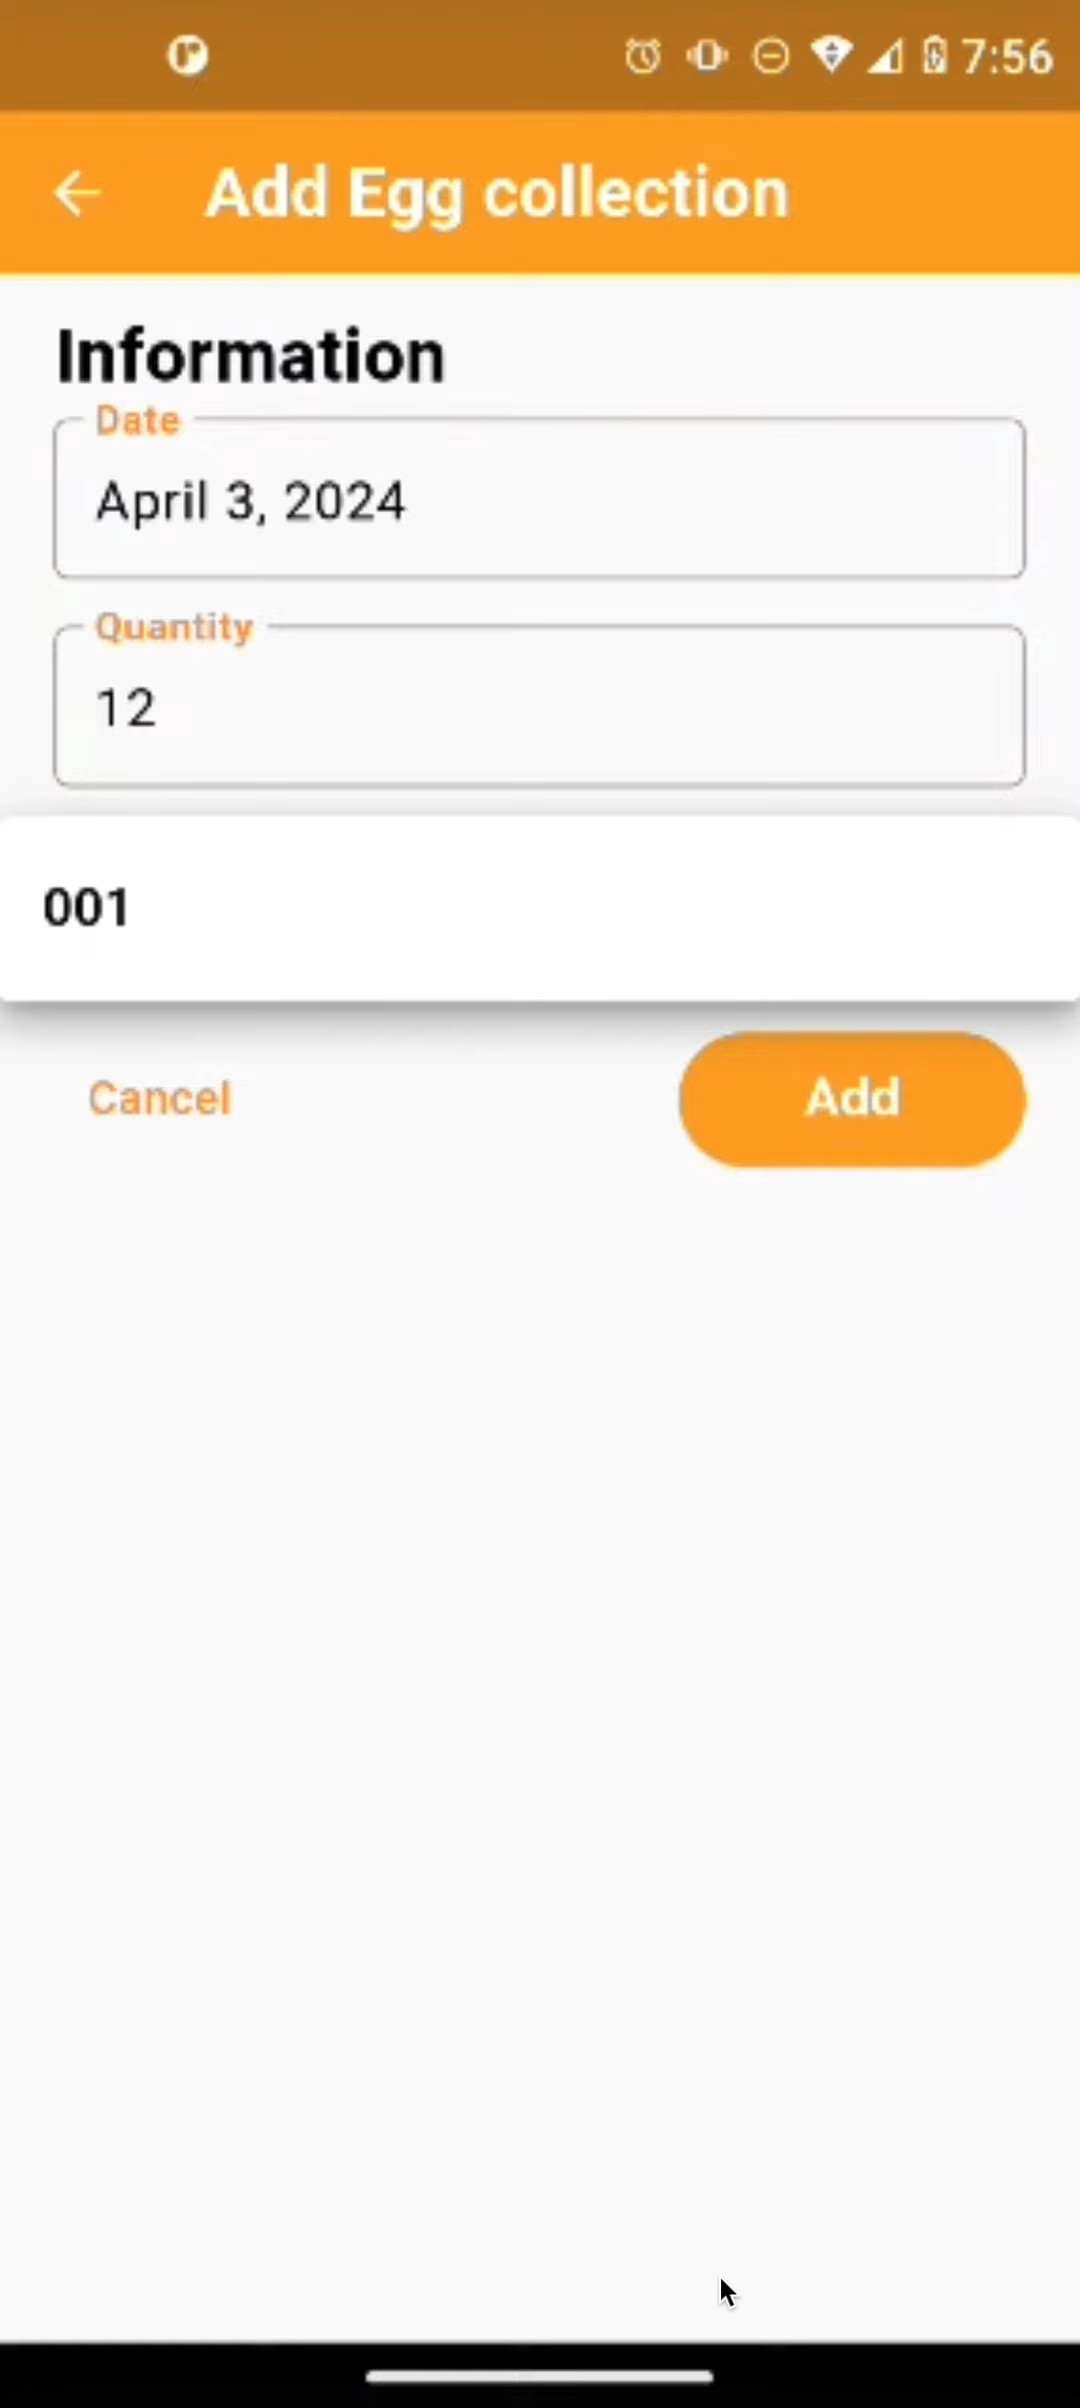 7:56
Add Egg collection
Information
Date
April 3, 2024
Quantity
12
001
Cancel
Add